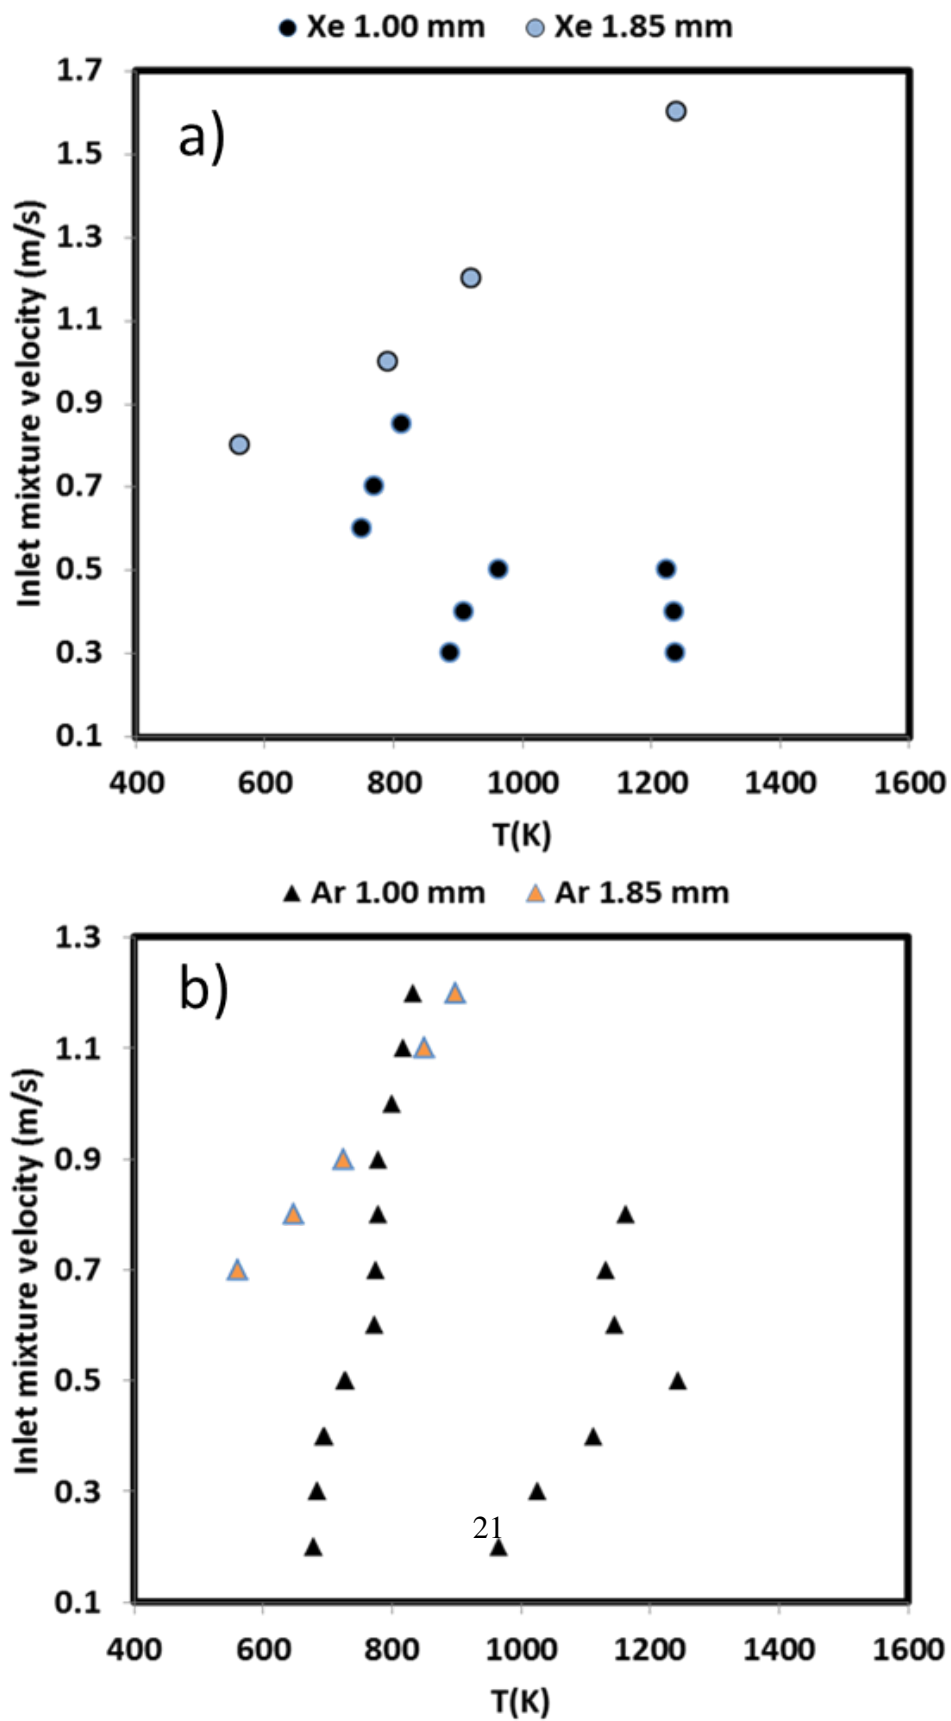 Xe 1.00 mm Xe 1.85 mm
1.7
a)
1.5
1.3
1.1
0.9
0.7
0.5
0.3
0.1
Inlet mixture velocity (m/s)
400 600 800 1000 1200 1400 1600
T(K)
Ar 1.00 mm Ar 1.85 mm
1.3
b)
1.1
0.9
0.7
0.5
0.3
21
0.1
Inlet mixture velocity (m/s)
400 600 800 1000 1200 1400 1600
T(K)